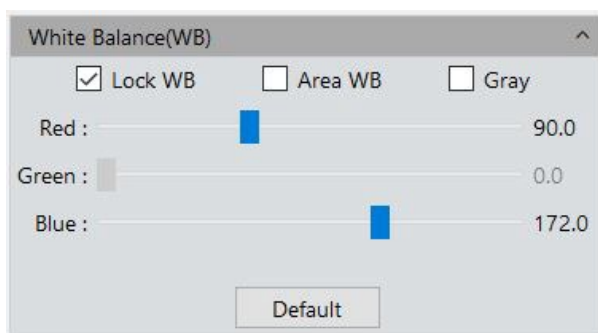 White Balance(WB)
Lock WB Area WB Gray
Red : 90.0
Green : 0.0
Blue : 172.0
Default